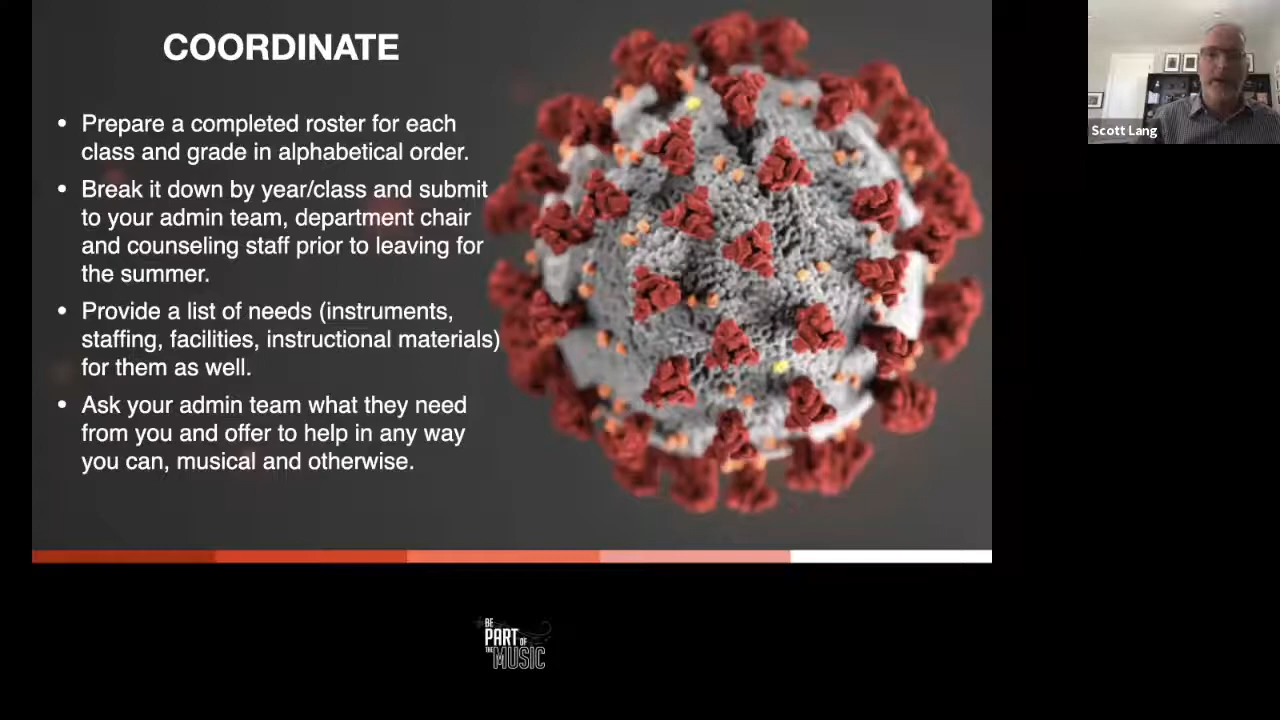 COORDINATE
• Prepare a completed roster for each
class and grade in alphabetical order.
• Break it down by year/class and submit
to your admin team, department chair
and counseling staff prior to leaving for
the summer.
• Provide a list of needs (instruments,
staffing, facilities, instructional materials)
for them as well.
• Ask your admin team what they need
from you and offer to help in any way
you can, musical and otherwise.
Scott Lang
BE
PART OF
THE MUSIC